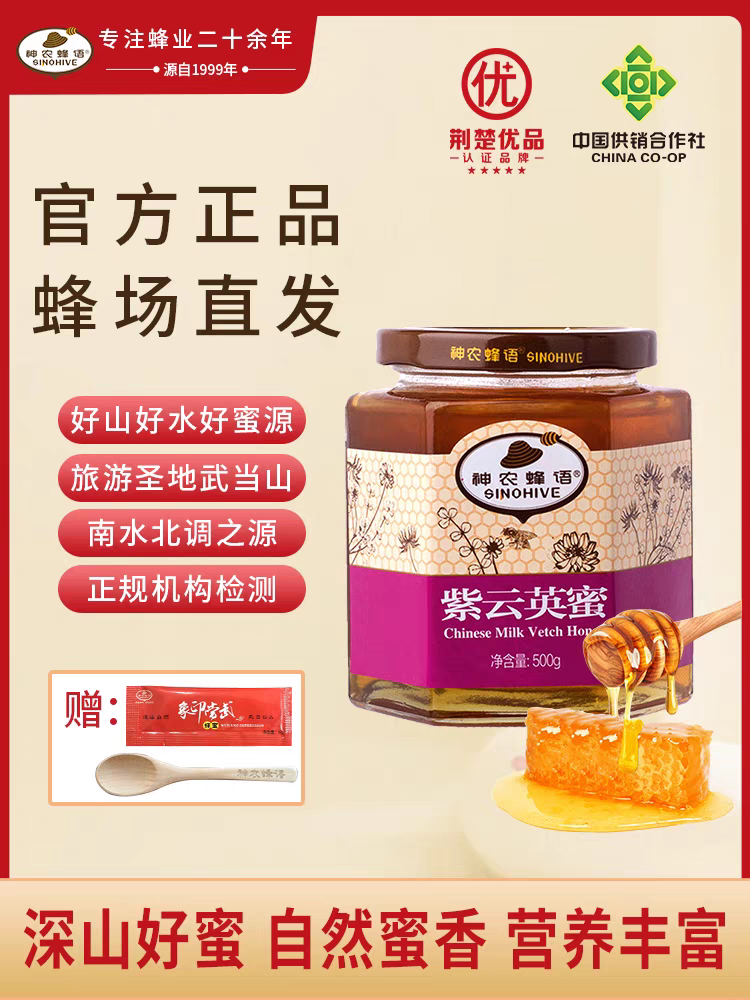 神农蜂语®
SINOHIVE
专注蜂业二十余年
源自1999年
优
荆楚优品
认证品牌
中国供销合作社
CHINA CO-OP
官方正品
蜂场直发
好山好水好蜜源
旅游圣地武当山
南水北调之源
正规机构检测
神农蜂语® SINOHIVE
神农蜂语®
SINOHIVE
紫云英蜜
Chinese Milk Vetch Hon
净含量: 500g
赠：
蜂蜜
神农蜂语
深山好蜜 自然蜜香 营养丰富